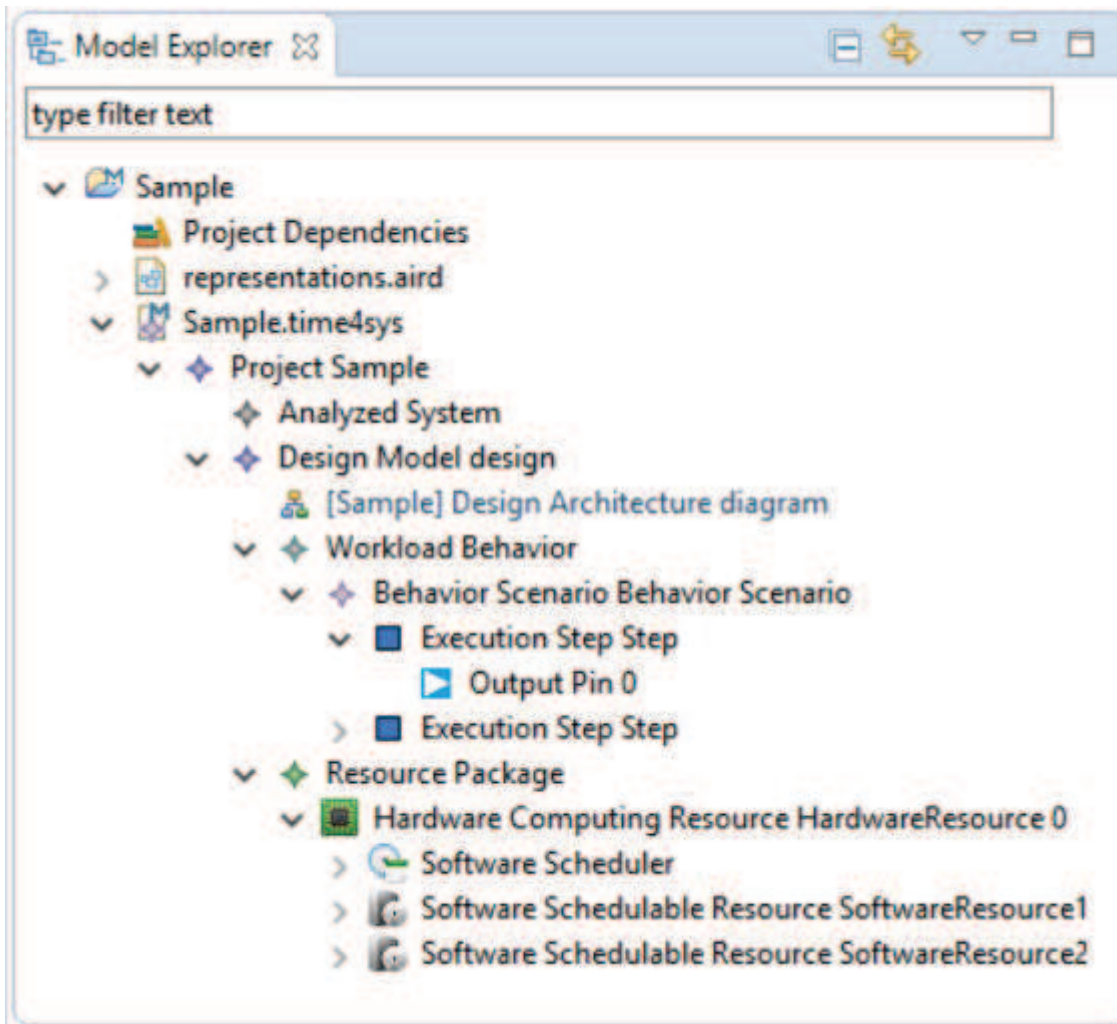 Model Explorer
type filter text
Sample
Project Dependencies
representations.aird
Sample.time4sys
Project Sample
Analyzed System
Design Model design
[Sample] Design Architecture diagram
Workload Behavior
Behavior Scenario Behavior Scenario
Execution Step Step
Output Pin 0
Execution Step Step
Resource Package
Hardware Computing Resource HardwareResource 0
Software Scheduler
Software Schedulable Resource SoftwareResource1
Software Schedulable Resource SoftwareResource2